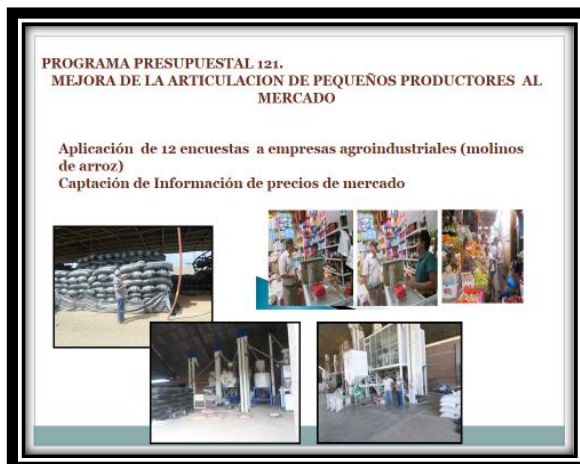 PROGRAMA PRESUPUESTAL 121.
MEJORA DE LA ARTICULACION DE PEQUEÑOS PRODUCTORES AL
MERCADO
Aplicación de 12 encuestas a empresas agroindustriales (molinos
de arroz)
Captación de Información de precios de mercado